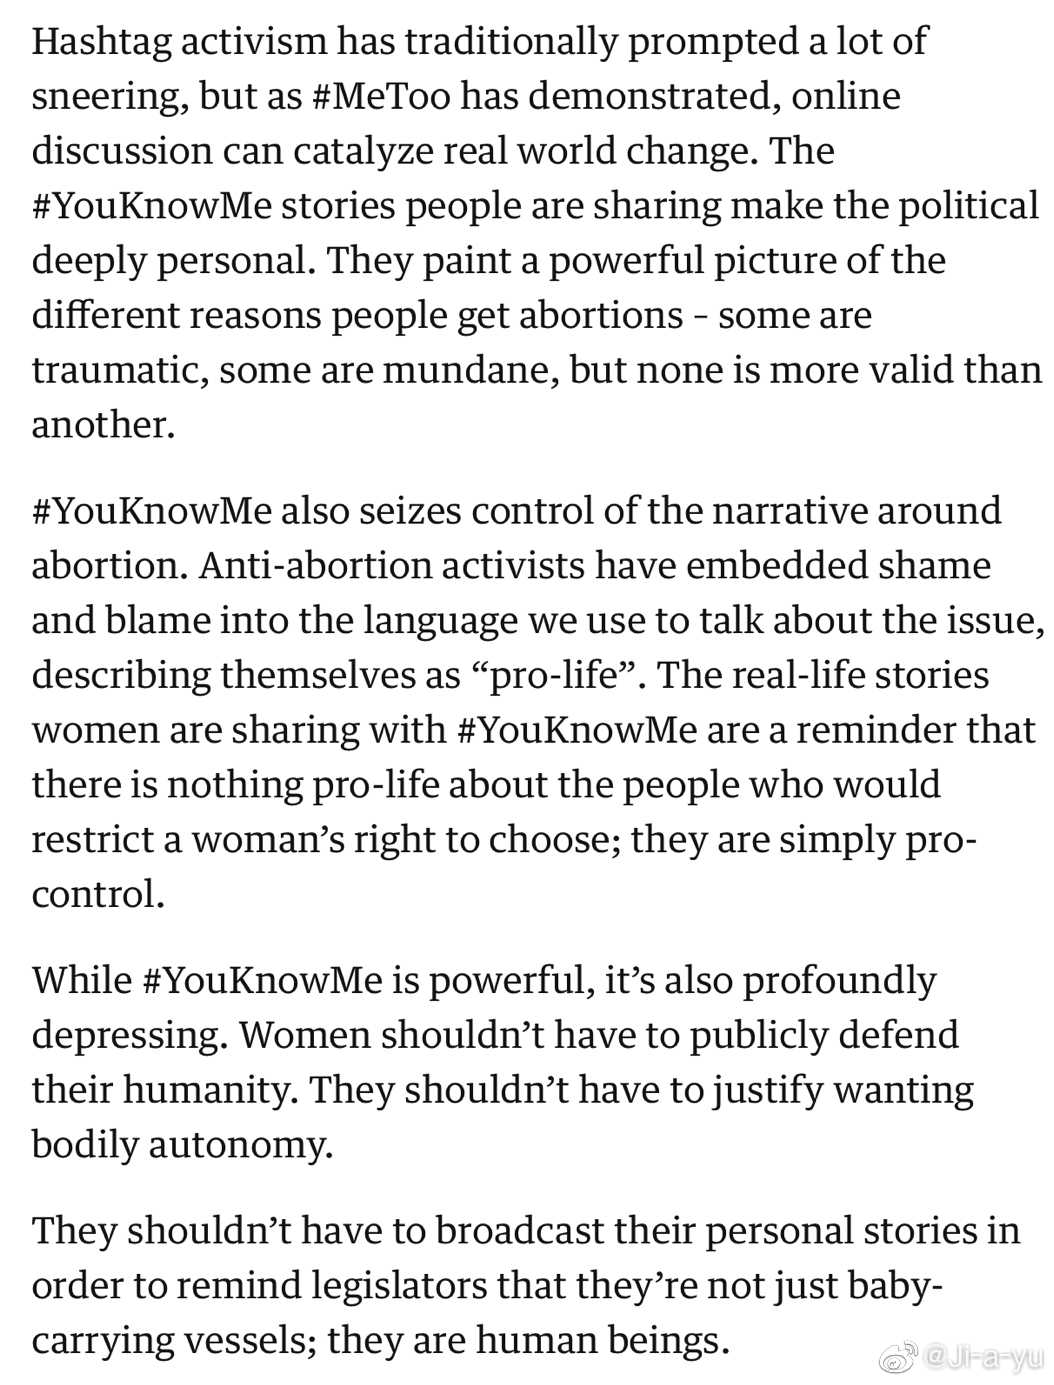 Hashtag activism has traditionally prompted a lot of
sneering, but as #MeToo has demonstrated, online
discussion can catalyze real world change. The
#YouKnowMe stories people are sharing make the political
deeply personal. They paint a powerful picture of the
different reasons people get abortions – some are
traumatic, some are mundane, but none is more valid than
another.
#YouKnowMe also seizes control of the narrative around
abortion. Anti-abortion activists have embedded shame
and blame into the language we use to talk about the issue,
describing themselves as “pro-life”. The real-life stories
women are sharing with #YouKnowMe are a reminder that
there is nothing pro-life about the people who would
restrict a woman’s right to choose; they are simply pro-
control.
While #YouKnowMe is powerful, it’s also profoundly
depressing. Women shouldn’t have to publicly defend
their humanity. They shouldn’t have to justify wanting
bodily autonomy.
They shouldn’t have to broadcast their personal stories in
order to remind legislators that they’re not just baby-
carrying vessels; they are human beings.
@Ji-a-yu